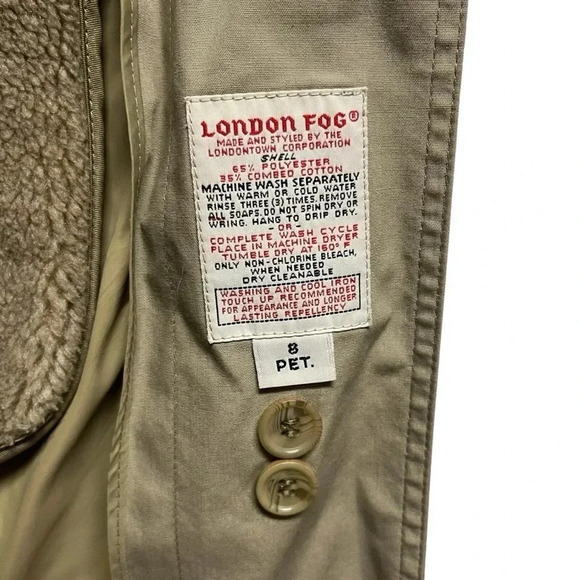 LONDON FOG®
MADE AND STYLED BY THE
LONDONTOWN CORPORATION
SHELL
65% POLYESTER
35% COMBED COTTON
MACHINE WASH SEPARATELY
WITH WARM OR COLD WATER
RINSE THREE (3) TIMES. REMOVE
ALL SOAPS. DO NOT SPIN DRY OR
WRING. HANG TO DRIP DRY.
-OR-
COMPLETE WASH CYCLE
PLACE IN MACHINE DRYER
TUMBLE DRY AT 160° F
ONLY NON-CHLORINE BLEACH,
WHEN NEEDED
DRY CLEANABLE
WASHING AND COOL IRON
TOUCH UP RECOMMENDED
FOR APPEARANCE AND LONGER
LASTING REPELLENCY
8
PET.